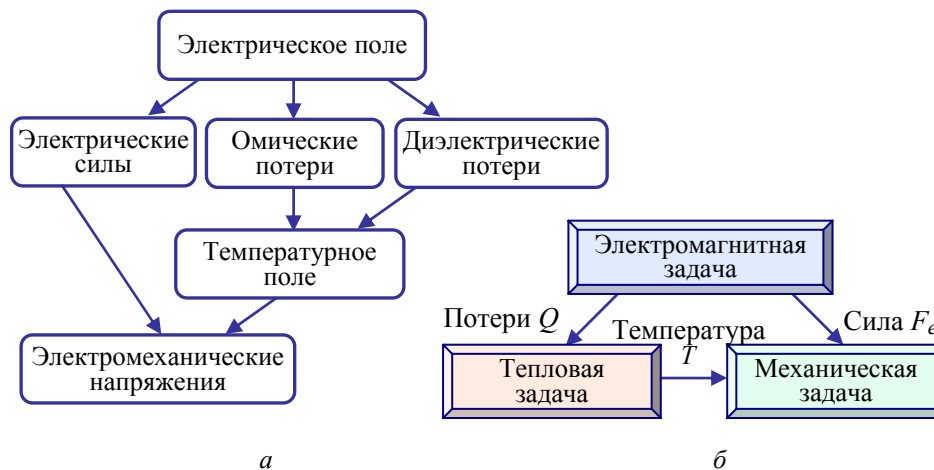 Электрическое поле
Электрические
силы
Омические
потери
Диэлектрические
потери
Температурное
поле
Электромеханические
напряжения
а
Электромагнитная
задача
Потери Q
Температура
T
Сила Fe
Тепловая
задача
Механическая
задача
б